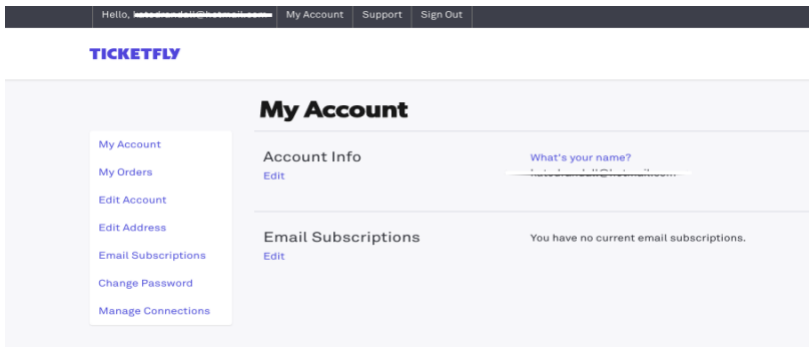 Hello, My Account Support Sign Out
TICKETFLY
My Account
My Account
My Orders
Edit Account
Edit Address
Email Subscriptions
Change Password
Manage Connections
Account Info
Edit
What's your name?
Email Subscriptions
Edit
You have no current email subscriptions.